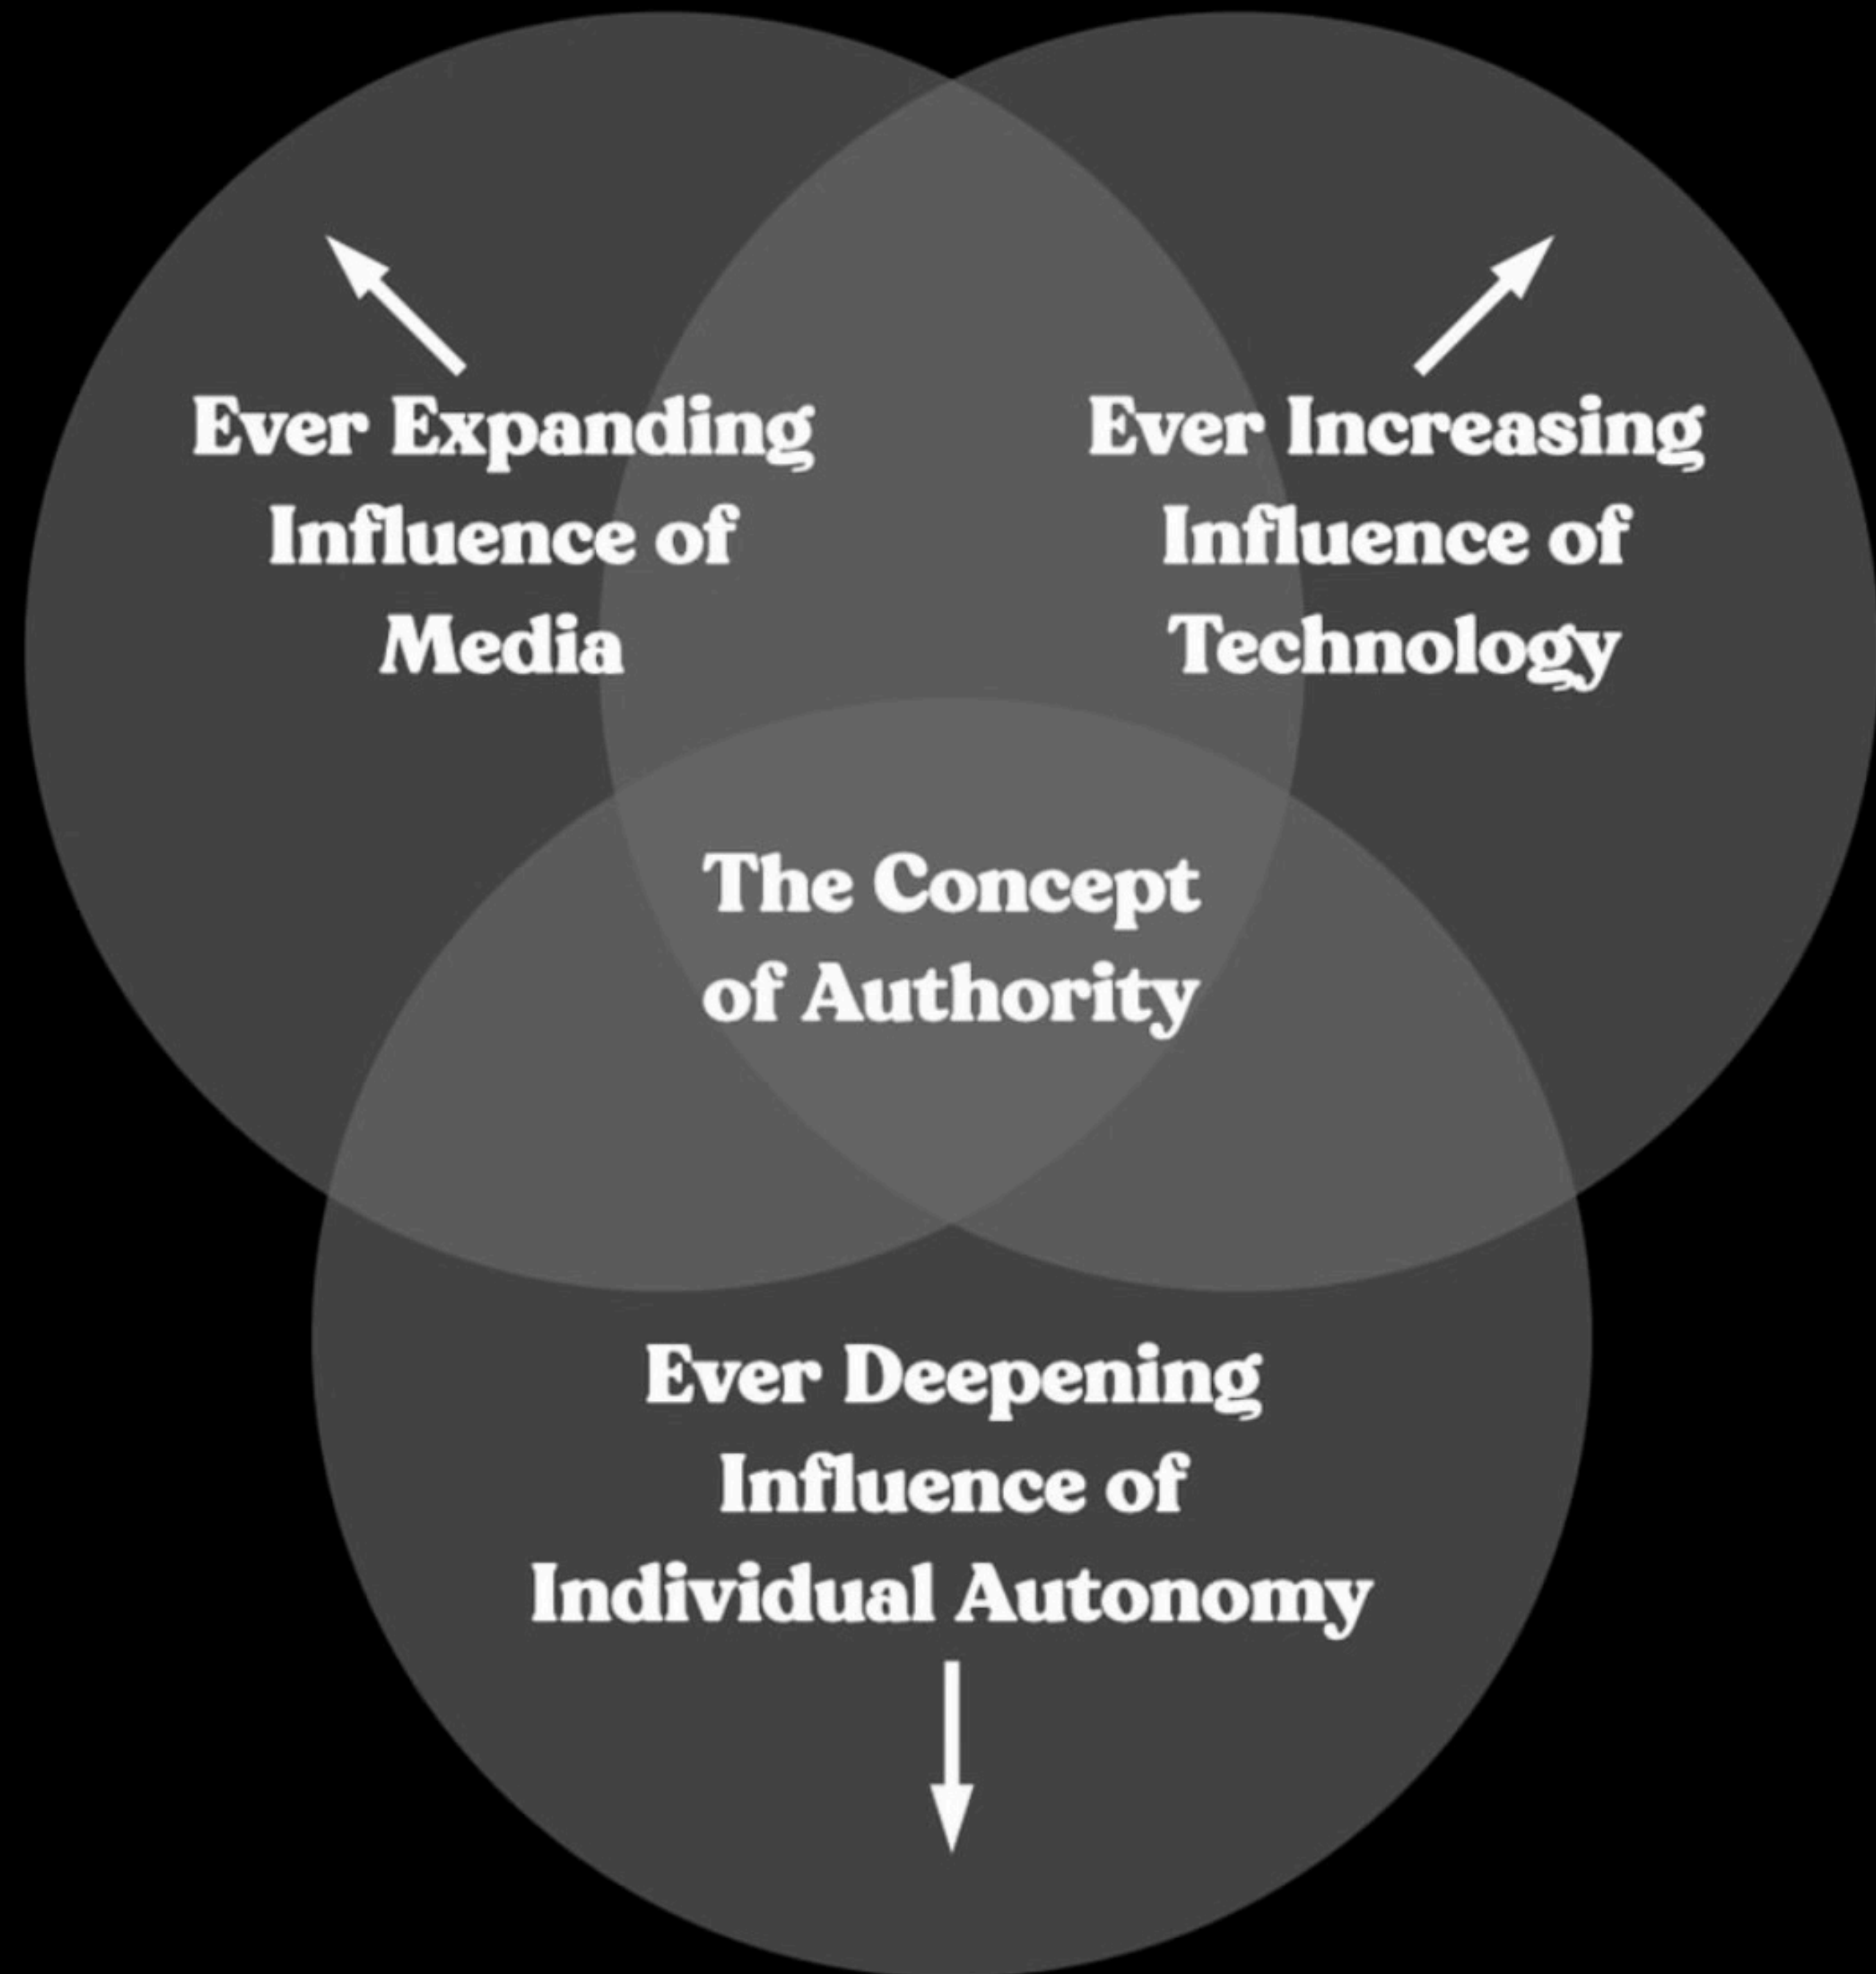 Ever Expanding
Influence of
Media
Ever Increasing
Influence of
Technology
The Concept
of Authority
Ever Deepening
Influence of
Individual Autonomy